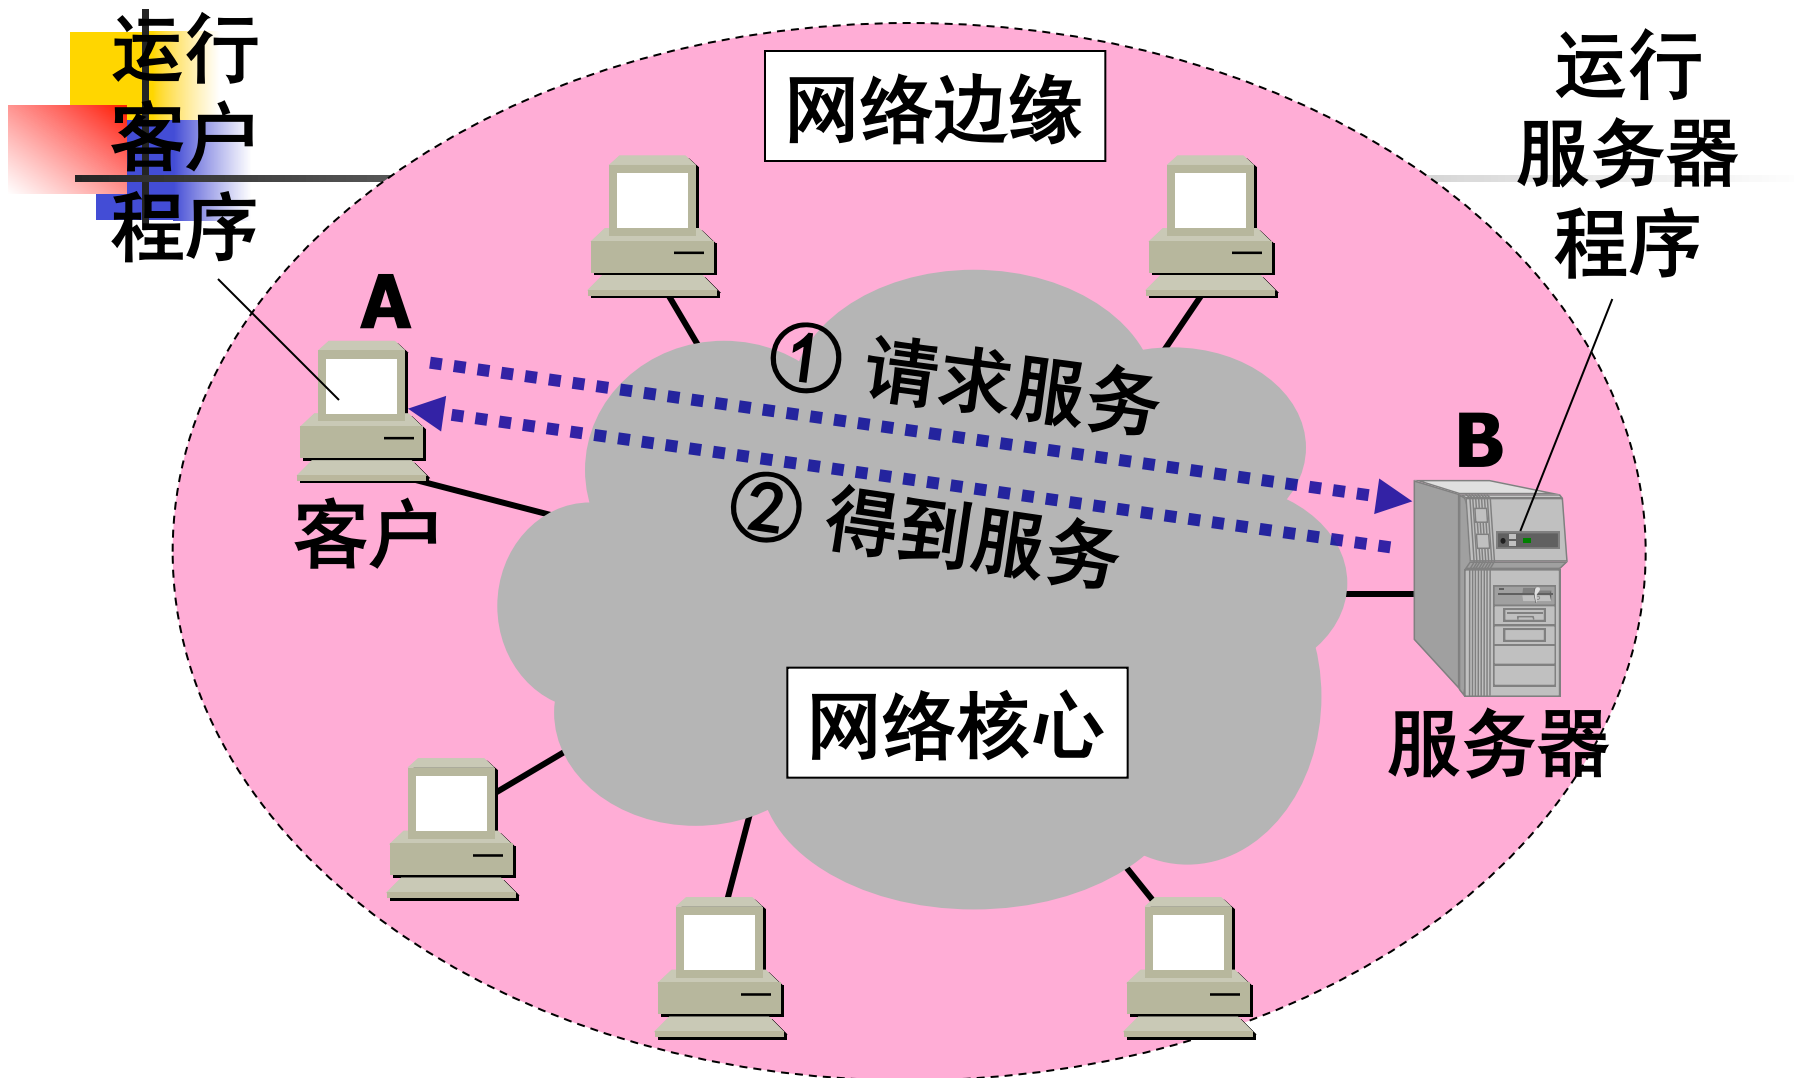 运行
客户
程序
网络边缘
运行
服务器
程序
A
① 请求服务
B
② 得到服务
客户
网络核心
服务器